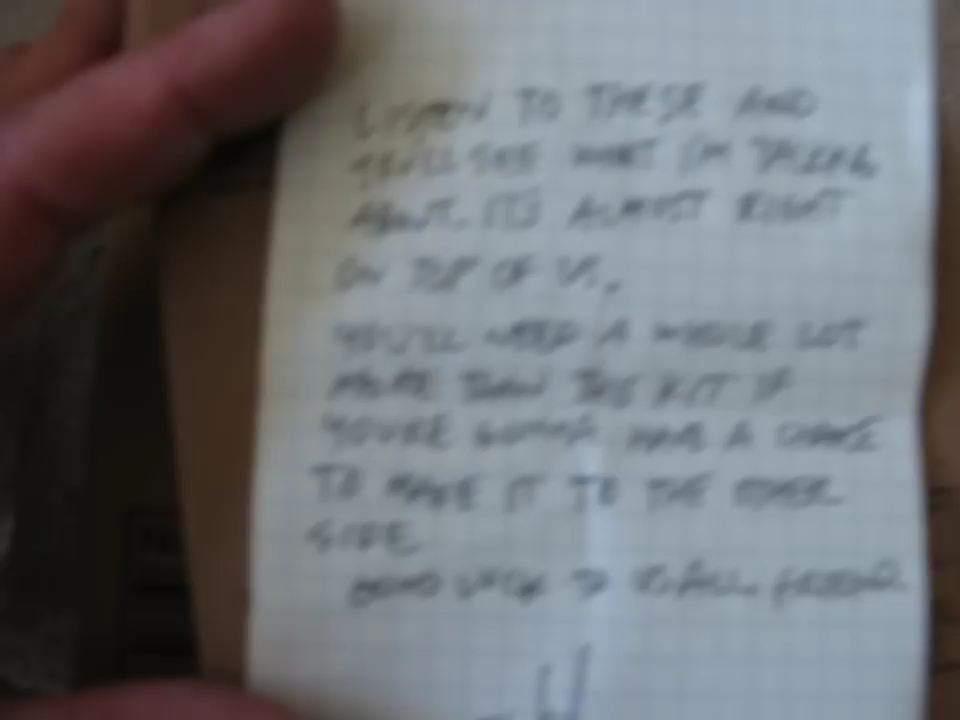 LISTEN TO THESE AND
YOU'LL SEE WHAT I'M TALKING
ABOUT. IT'S ALMOST RIGHT
ON TOP OF US.
YOU'LL NEED A WHOLE LOT
MORE THAN THIS KIT IF
YOU'RE GONNA HAVE A CHANCE
TO MAKE IT TO THE OTHER
SIDE.
GOOD LUCK TO US ALL